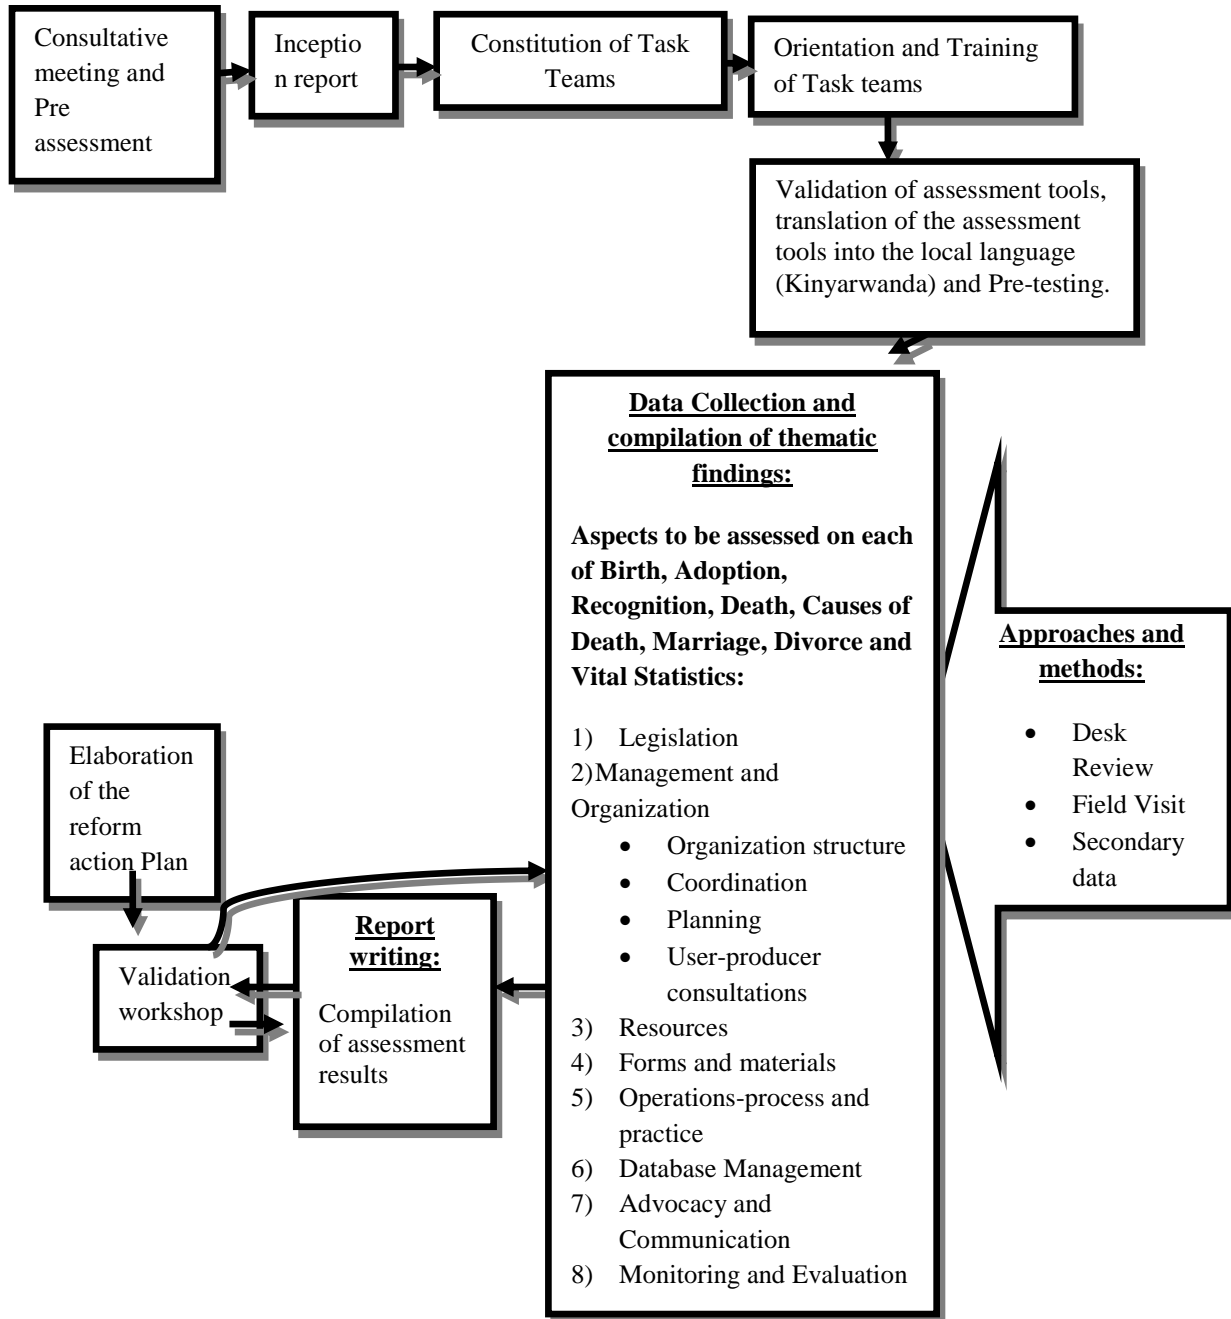 Consultative
meeting and
Pre
assessment
Inceptio
n report
Constitution of Task
Teams
Orientation and Training
of Task teams
Validation of assessment tools,
translation of the assessment
tools into the local language
(Kinyarwanda) and Pre-testing.
Data Collection and
compilation of thematic
findings:
Aspects to be assessed on each
of Birth, Adoption,
Recognition, Death, Causes of
Death, Marriage, Divorce and
Vital Statistics:
1) Legislation
2)Management and
Organization
• Organization structure
• Coordination
• Planning
• User-producer
consultations
3) Resources
4) Forms and materials
5) Operations-process and
practice
6) Database Management
7) Advocacy and
Communication
8) Monitoring and Evaluation
Approaches and
methods:
• Desk
Review
• Field Visit
• Secondary
data
Report
writing:
Compilation
of assessment
results
Validation
workshop
Elaboration
of the
reform
action Plan